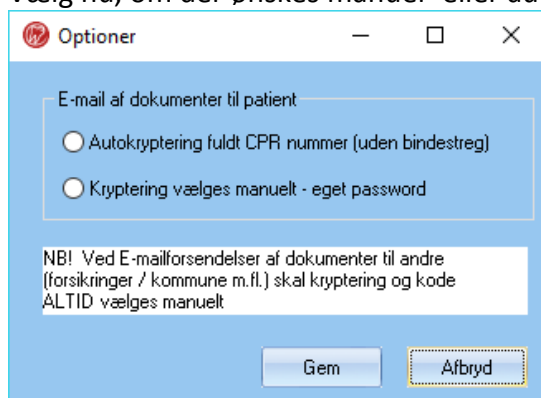 Optioner
E-mail af dokumenter til patient
Autokryptering fuldt CPR nummer (uden bindestreg)
Kryptering vælges manuelt - eget password
NB! Ved E-mailforsendelser af dokumenter til andre
(forsikringer / kommune m.fl.) skal kryptering og kode
ALTID vælges manuelt
Gem Afbryd